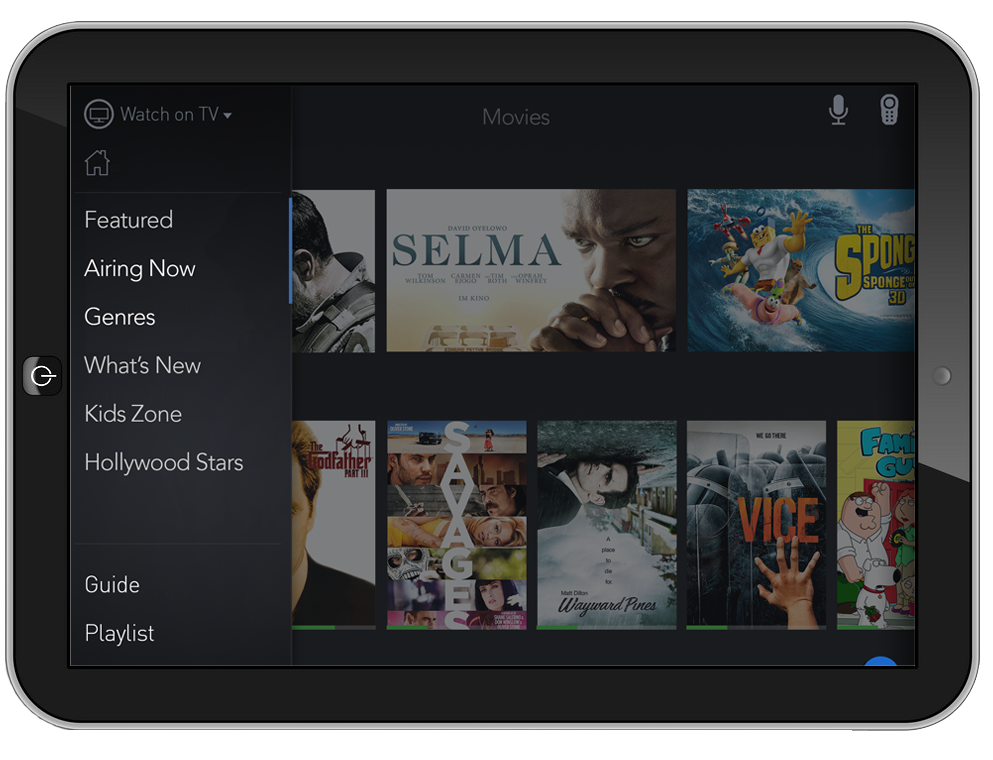 Watch on TV
Movies
Featured
Airing Now
Genres
What's New
Kids Zone
Hollywood Stars
Guide
Playlist
DAVID OYELOWO
SELMA
TOM WILKINSON CARMEN EJOGO AND TIM ROTH AND OPRAH WINFREY
IM KINO
THE
SPONG
SPONGE
3D
The
Godfather
PART III
SAVAGES
A
place
to
die
for.
Matt Dillon
Wayward Pines
WE GO THERE
VICE
FAMI
GU